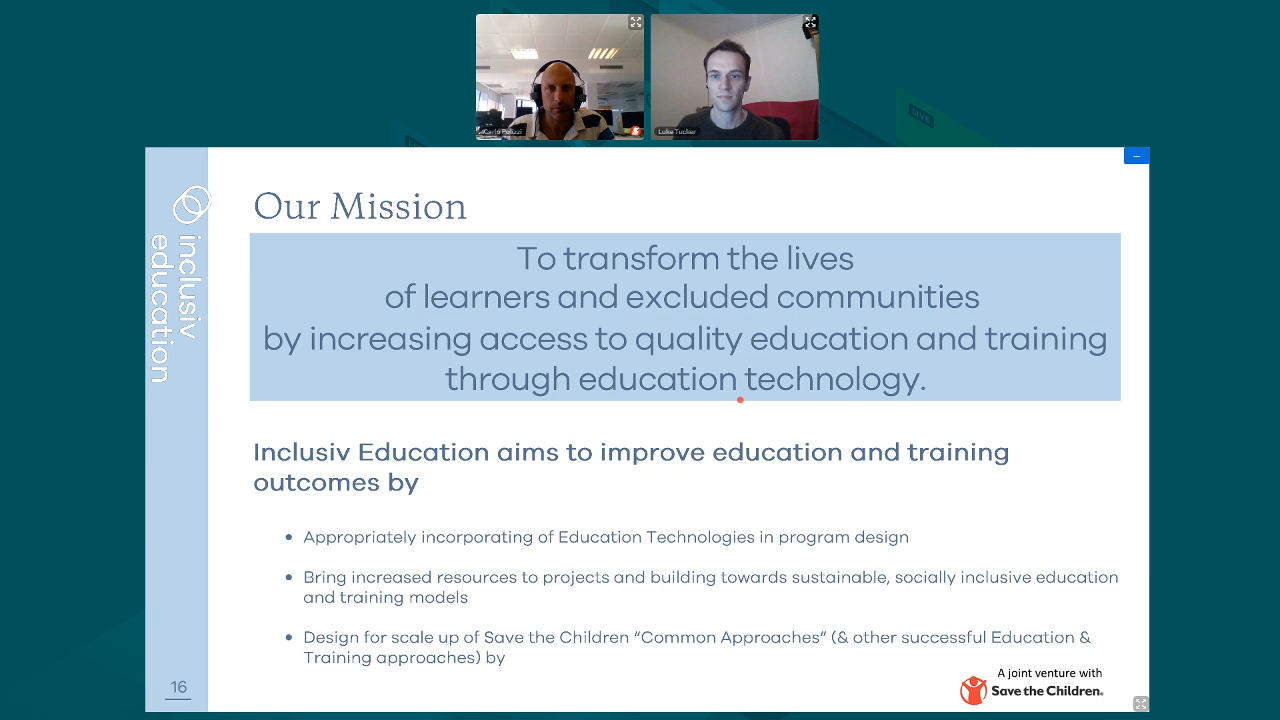 Carlo Polizzi
Luke Tucker
LIVE
inclusiv
education
Our Mission
To transform the lives
of learners and excluded communities
by increasing access to quality education and training
through education technology.
Inclusiv Education aims to improve education and training
outcomes by
• Appropriately incorporating of Education Technologies in program design
• Bring increased resources to projects and building towards sustainable, socially inclusive education
and training models
• Design for scale up of Save the Children “Common Approaches” (& other successful Education &
Training approaches) by
16
A joint venture with
Save the Children.